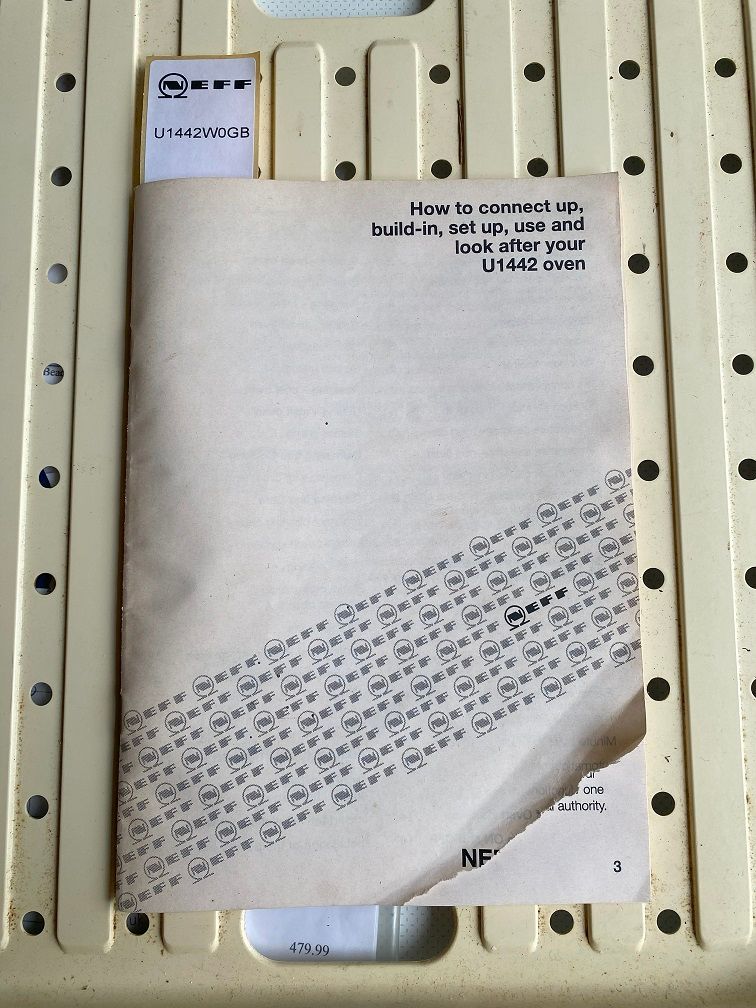 NEFF
U1442W0GB
How to connect up,
build-in, set up, use and
look after your
U1442 oven
NEFF
one
authority.
3
479.99